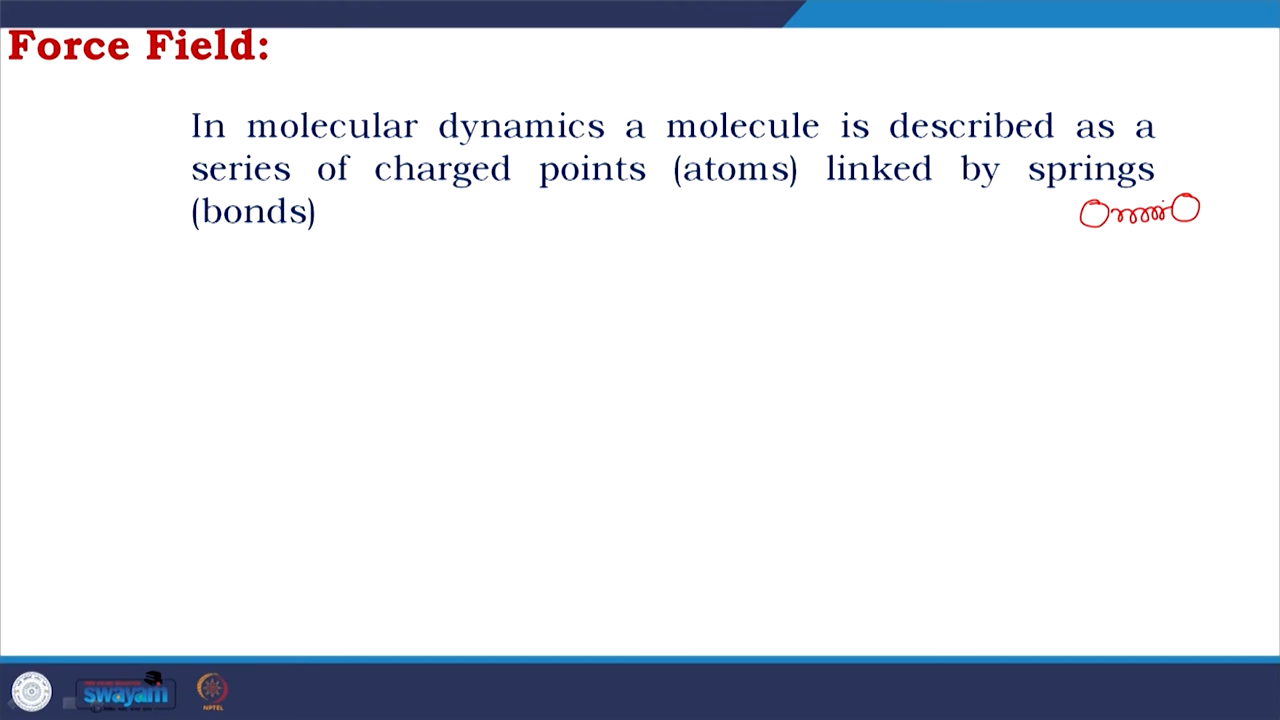 Force Field:
In molecular dynamics a molecule is described as a
series of charged points (atoms) linked by springs
(bonds)
swayam
NPTEL